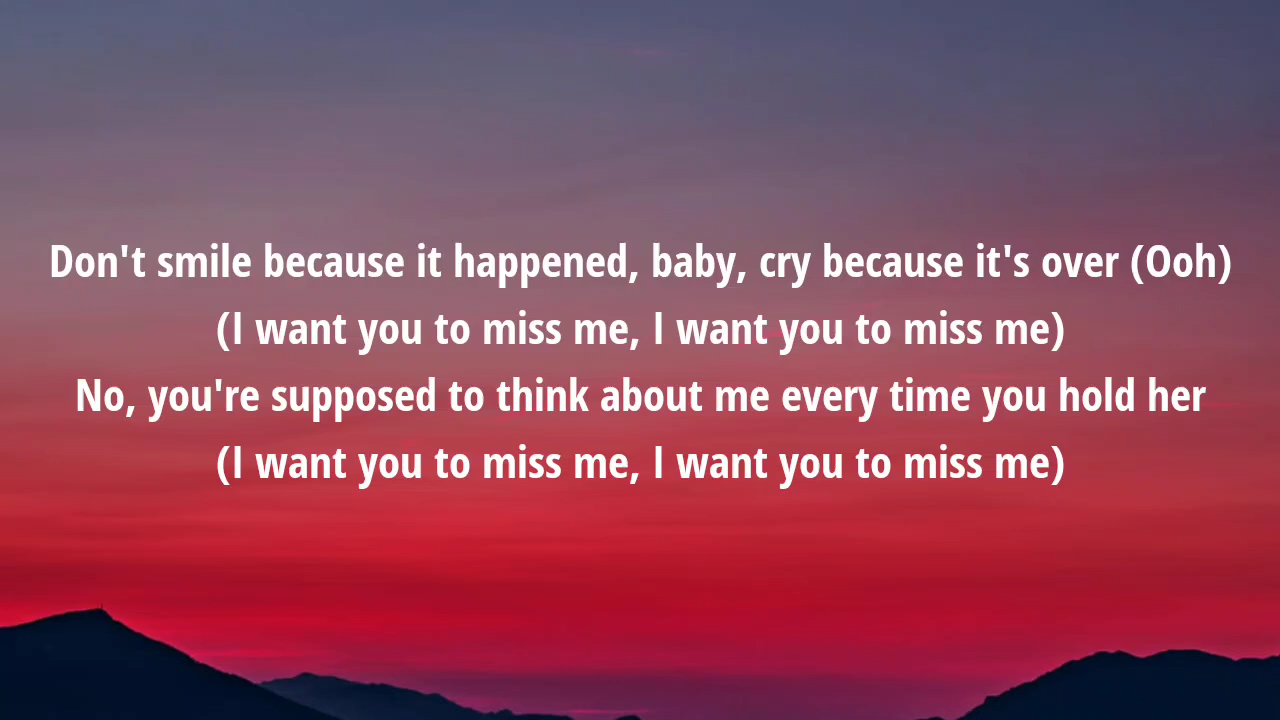 Don't smile because it happened, baby, cry because it's over (Ooh)
(I want you to miss me, I want you to miss me)
No, you're supposed to think about me every time you hold her
(I want you to miss me, I want you to miss me)